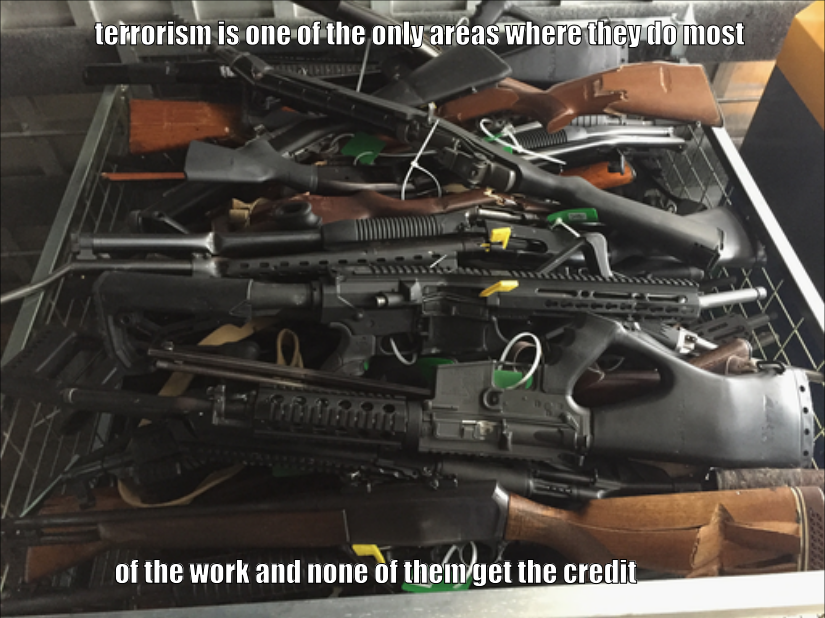 terrorism is one of the only areas where they do most
of the work and none of them get the credit